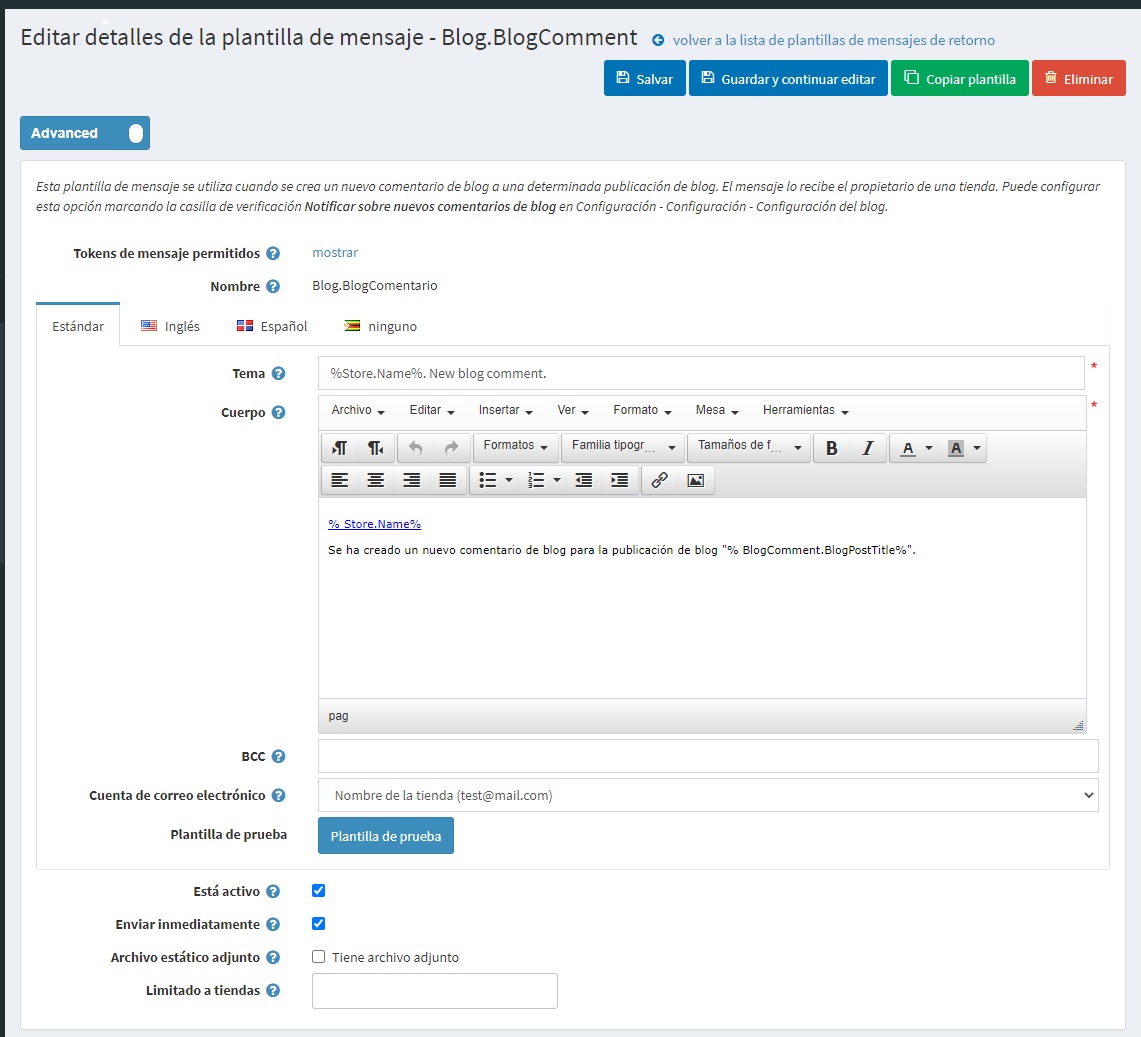 Editar detalles de la plantilla de mensaje - Blog.BlogComment volver a la lista de plantillas de mensajes de retorno
Salvar Guardar y continuar editar Copiar plantilla Eliminar
Advanced
Esta plantilla de mensaje se utiliza cuando se crea un nuevo comentario de blog a una determinada publicación de blog. El mensaje lo recibe el propietario de una tienda. Puede configurar
esta opción marcando la casilla de verificación Notificar sobre nuevos comentarios de blog en Configuración - Configuración - Configuración del blog.
Tokens de mensaje permitidos ? mostrar
Nombre ? Blog.BlogComentario
Estándar Inglés Español ninguno
Tema ? %Store.Name%. New blog comment. *
Cuerpo ? Archivo Editar Insertar Ver Formato Mesa Herramientas *
Formatos Familia tipogr... Tamaños de f... B I A A
% Store.Name%
Se ha creado un nuevo comentario de blog para la publicación de blog "% BlogComment.BlogPostTitle%".
pag
BCC ?
Cuenta de correo electrónico ? Nombre de la tienda (test@mail.com)
Plantilla de prueba Plantilla de prueba
Está activo ?
Enviar inmediatamente ?
Archivo estático adjunto ? Tiene archivo adjunto
Limitado a tiendas ?